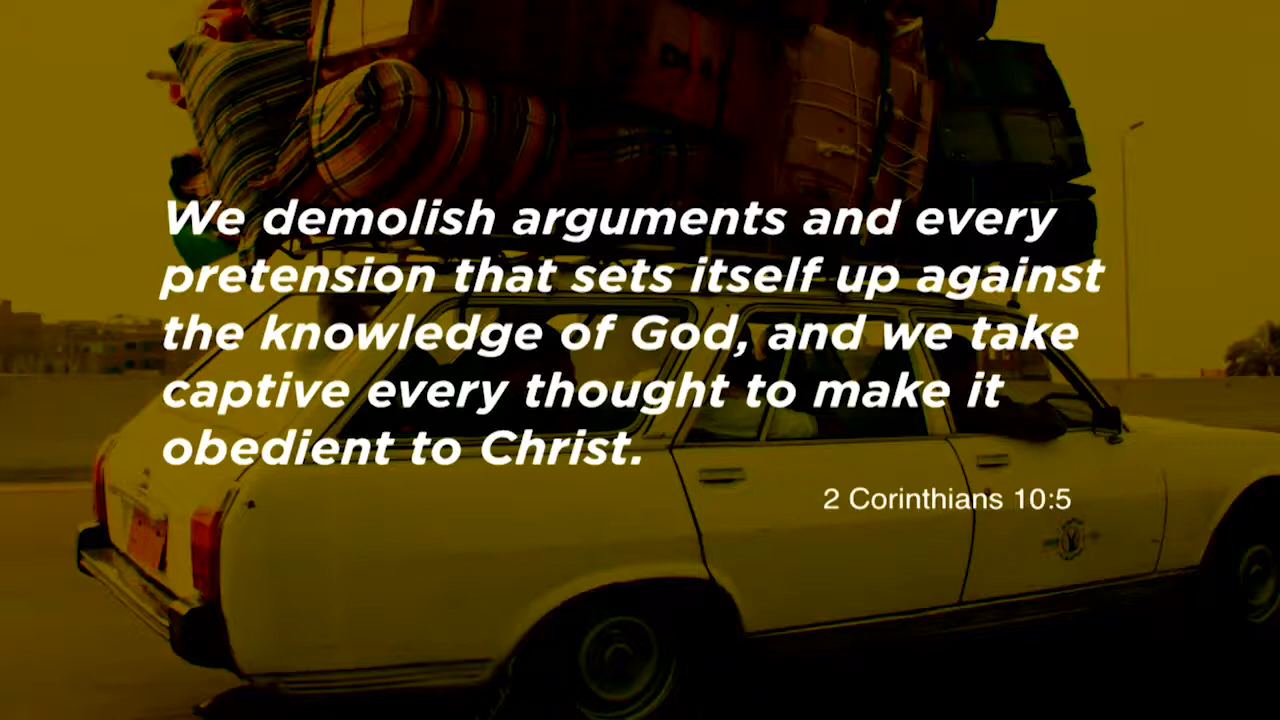 We demolish arguments and every
pretension that sets itself up against
the knowledge of God, and we take
captive every thought to make it
obedient to Christ.
2 Corinthians 10:5